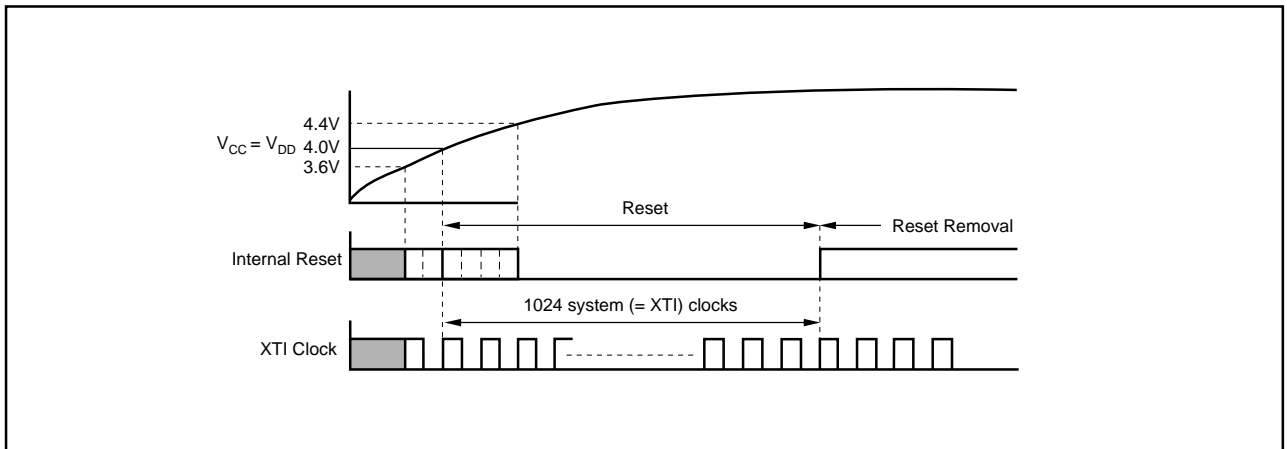 4.4V
V_CC = V_DD 4.0V
3.6V
Reset
Reset Removal
Internal Reset
1024 system (= XTI) clocks
XTI Clock